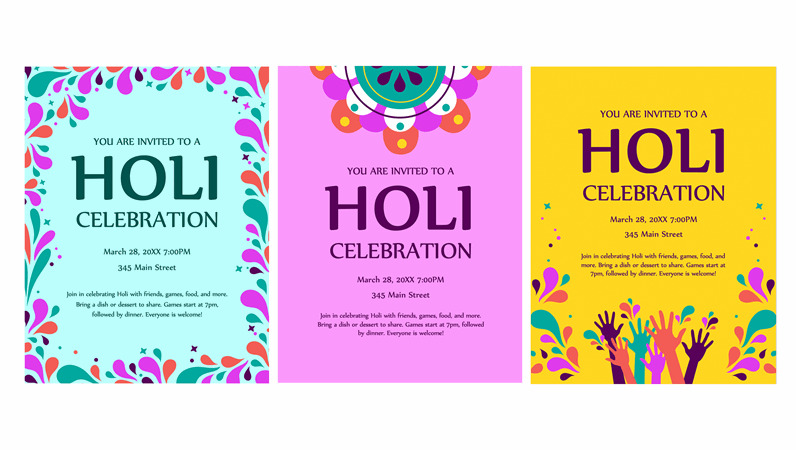 YOU ARE INVITED TO A
HOLI
CELEBRATION
March 28, 20XX 7:00PM
345 Main Street
Join in celebrating Holi with friends, games, food, and more.
Bring a dish or dessert to share. Games start at 7pm,
followed by dinner. Everyone is welcome!
YOU ARE INVITED TO A
HOLI
CELEBRATION
March 28, 20XX 7:00PM
345 Main Street
Join in celebrating Holi with friends, games, food, and more.
Bring a dish or dessert to share. Games start at 7pm, followed
by dinner. Everyone is welcome!
YOU ARE INVITED TO A
HOLI
CELEBRATION
March 28, 20XX 7:00PM
345 Main Street
Join in celebrating Holi with friends, games, food, and
more. Bring a dish or dessert to share. Games start at
7pm, followed by dinner. Everyone is welcome!